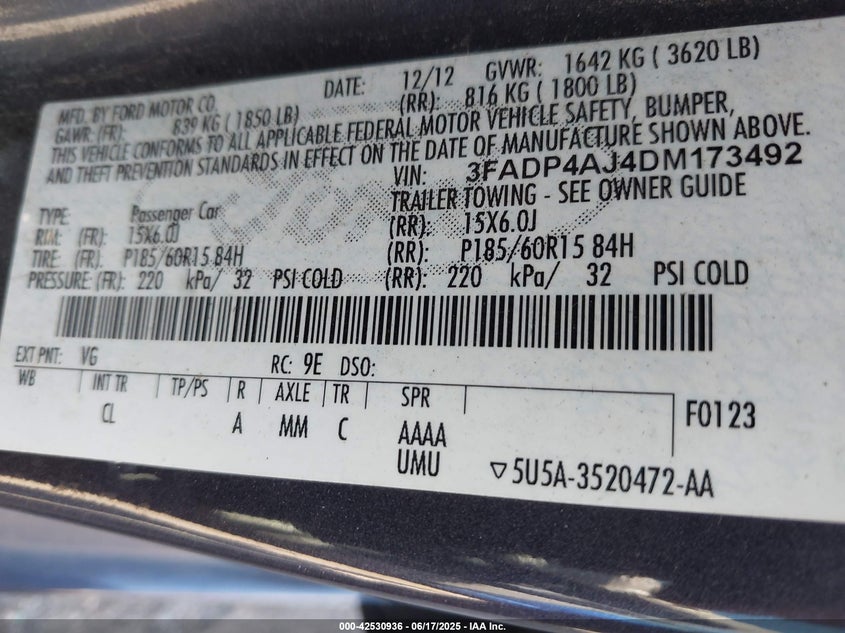 MFD. BY FORD MOTOR CO. DATE: 12/12 GVWR: 1642 KG ( 3620 LB)
GAWR: (FR): 839 KG ( 1850 LB) (RR): 816 KG ( 1800 LB)
THIS VEHICLE CONFORMS TO ALL APPLICABLE FEDERAL MOTOR VEHICLE SAFETY, BUMPER,
AND THEFT PREVENTION STANDARDS IN EFFECT ON THE DATE OF MANUFACTURE SHOWN ABOVE.
VIN: 3FADP4AJ4DM173492
TYPE: Passenger Car TRAILER TOWING - SEE OWNER GUIDE
RIM: (FR): 15X6.0J (RR): 15X6.0J
TIRE: (FR): P185/60R15 84H (RR): P185/60R15 84H
PRESSURE: (FR): 220 kPa/ 32 PSI COLD (RR): 220 kPa/ 32 PSI COLD
EXT PNT: VG RC: 9E DSO:
WB INT TR TP/PS R AXLE TR SPR
CL A MM C AAAA F0123
UMU ▽5U5A-3520472-AA
000-42530936 - 06/17/2025 - IAA Inc.